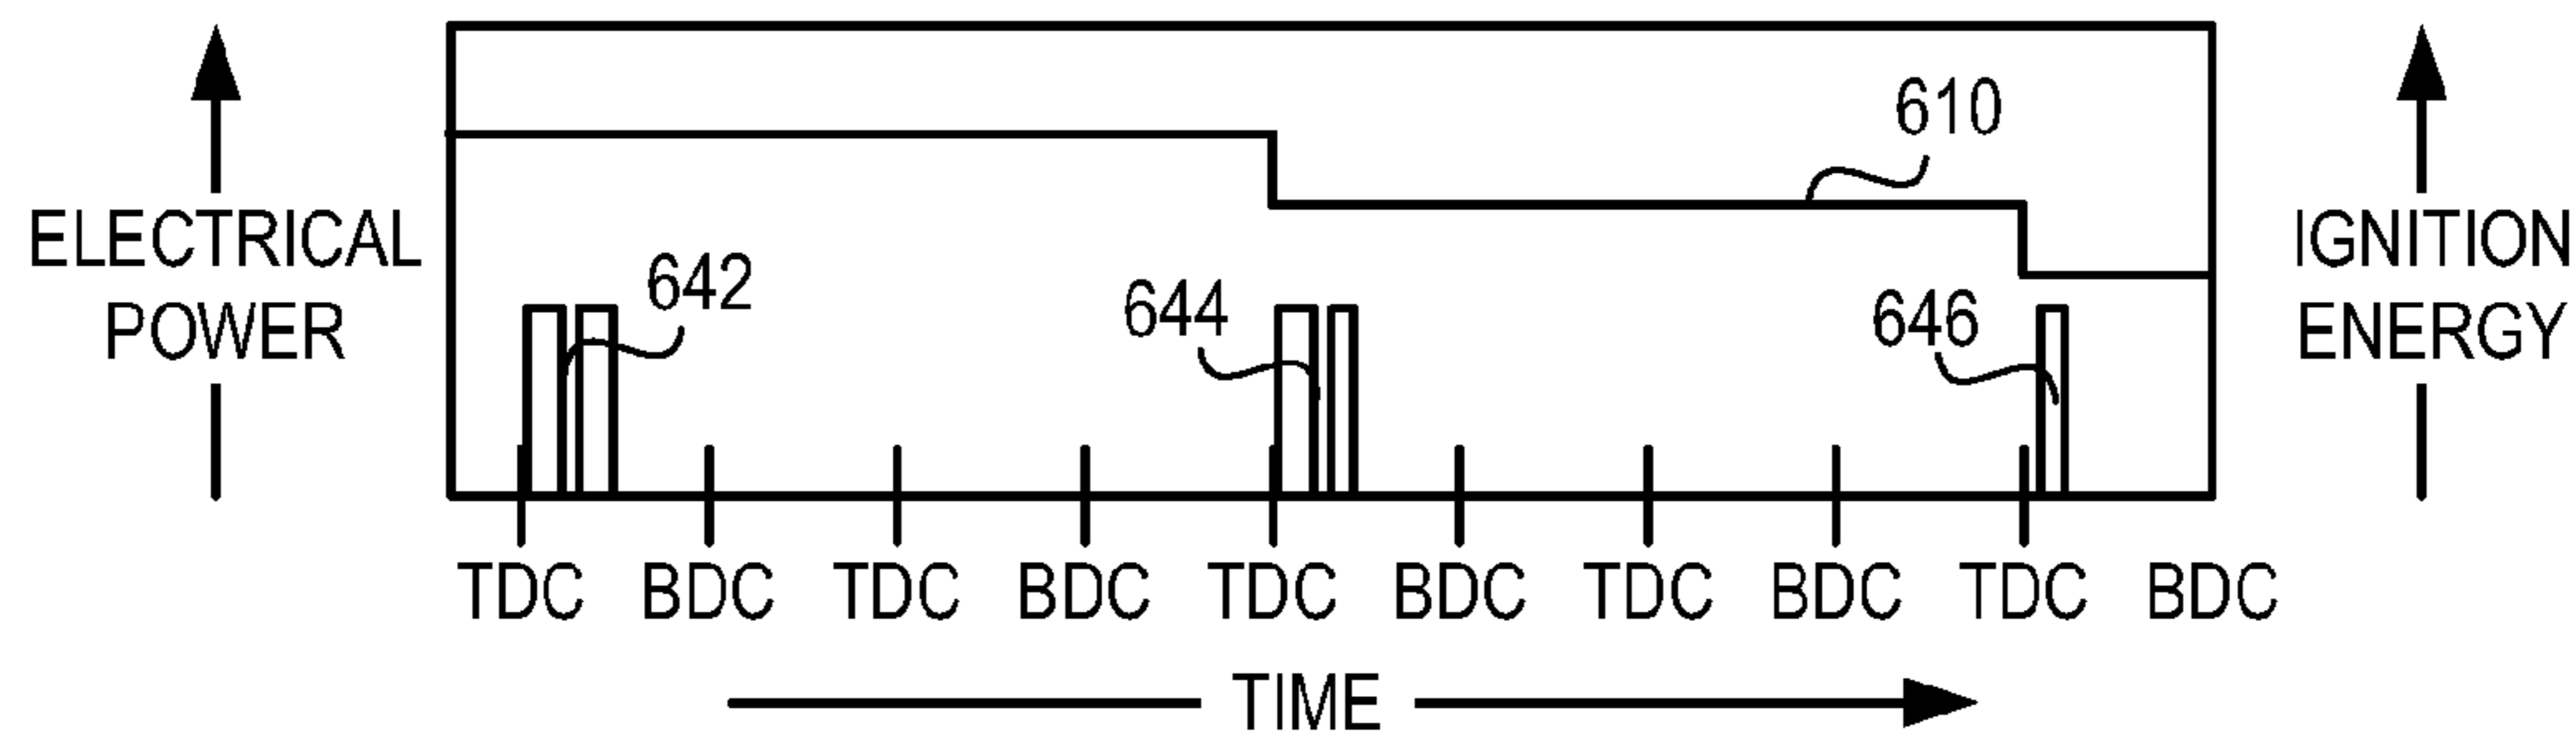 610
ELECTRICAL
POWER
642
644
646
IGNITION
ENERGY
TDC BDC TDC BDC TDC BDC TDC BDC TDC BDC
TIME